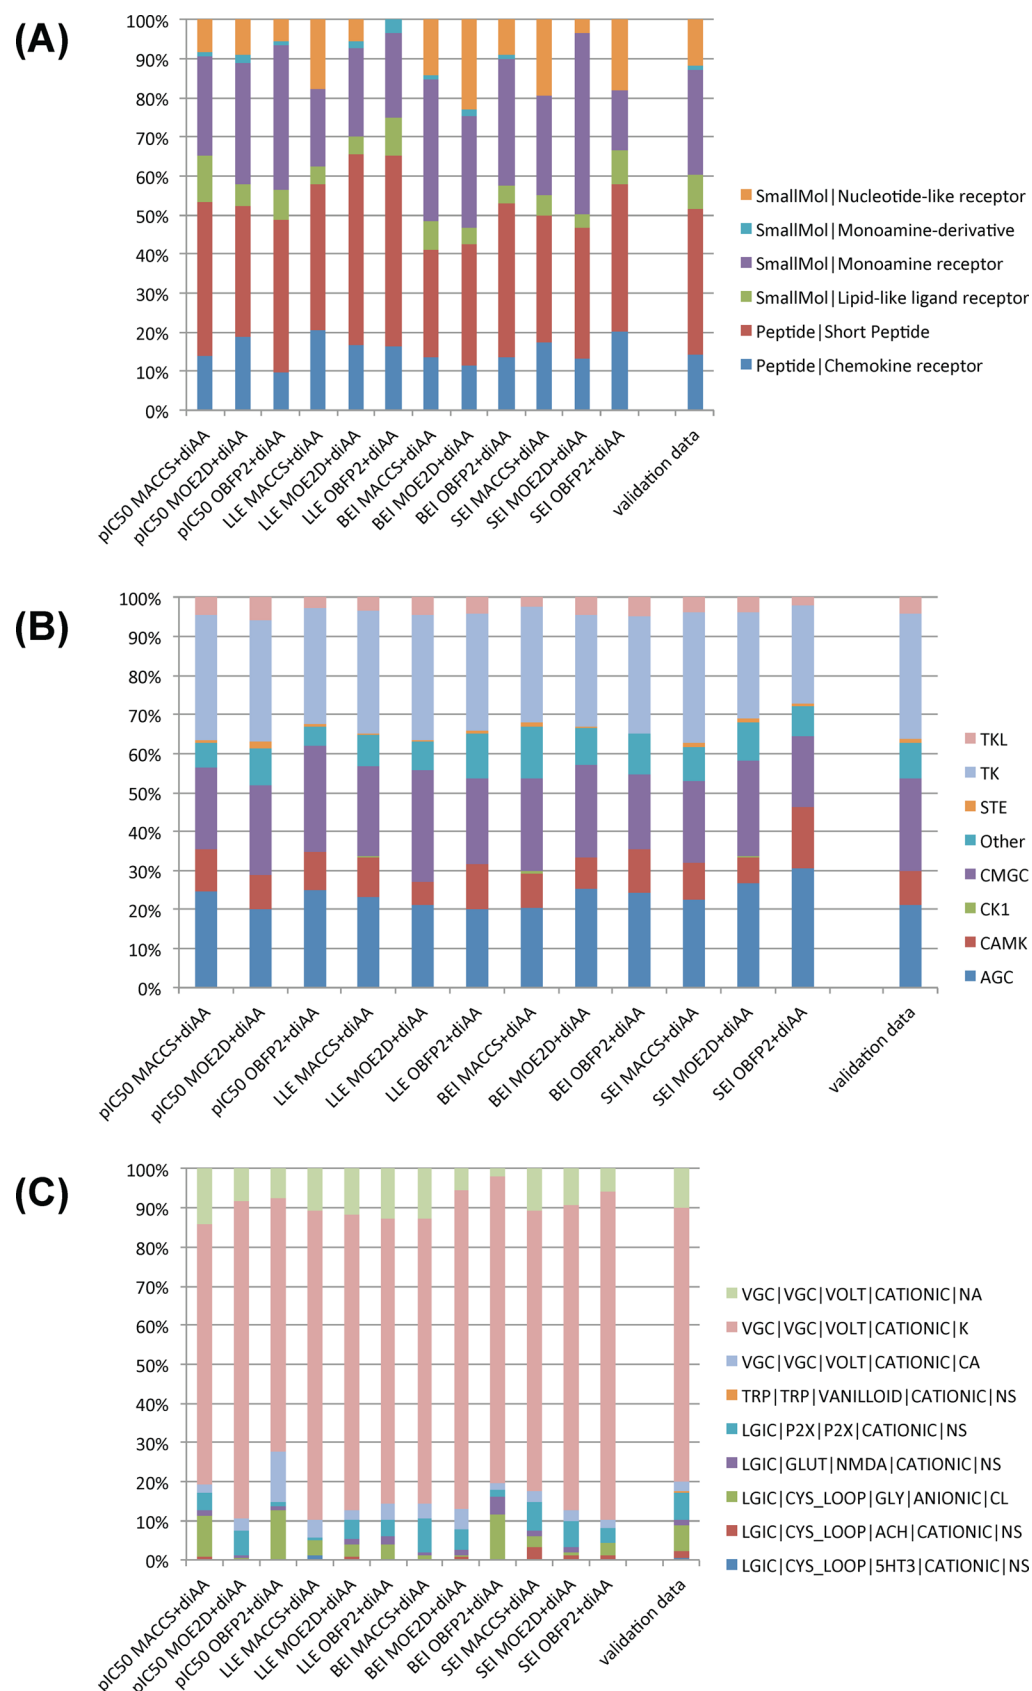 (A)
100%
90%
80%
70%
60%
50%
40%
30%
20%
10%
0%
SmallMol|Nucleotide-like receptor
SmallMol|Monoamine-derivative
SmallMol|Monoamine receptor
SmallMol|Lipid-like ligand receptor
Peptide|Short Peptide
Peptide|Chemokine receptor
pIC50 MACCS+diAA
pIC50 MOE2D+diAA
pIC50 OBFP2+diAA
LLE MACCS+diAA
LLE MOE2D+diAA
LLE OBFP2+diAA
BEI MACCS+diAA
BEI MOE2D+diAA
BEI OBFP2+diAA
SEI MACCS+diAA
SEI MOE2D+diAA
SEI OBFP2+diAA
validation data
(B)
100%
90%
80%
70%
60%
50%
40%
30%
20%
10%
0%
TKL
TK
STE
Other
CMGC
CK1
CAMK
AGC
pIC50 MACCS+diAA
pIC50 MOE2D+diAA
pIC50 OBFP2+diAA
LLE MACCS+diAA
LLE MOE2D+diAA
LLE OBFP2+diAA
BEI MACCS+diAA
BEI MOE2D+diAA
BEI OBFP2+diAA
SEI MACCS+diAA
SEI MOE2D+diAA
SEI OBFP2+diAA
validation data
(C)
100%
90%
80%
70%
60%
50%
40%
30%
20%
10%
0%
VGC|VGC|VOLT|CATIONIC|NA
VGC|VGC|VOLT|CATIONIC|K
VGC|VGC|VOLT|CATIONIC|CA
TRP|TRP|VANILLOID|CATIONIC|NS
LGIC|P2X|P2X|CATIONIC|NS
LGIC|GLUT|NMDA|CATIONIC|NS
LGIC|CYS_LOOP|GLY|ANIONIC|CL
LGIC|CYS_LOOP|ACH|CATIONIC|NS
LGIC|CYS_LOOP|5HT3|CATIONIC|NS
pIC50 MACCS+diAA
pIC50 MOE2D+diAA
pIC50 OBFP2+diAA
LLE MACCS+diAA
LLE MOE2D+diAA
LLE OBFP2+diAA
BEI MACCS+diAA
BEI MOE2D+diAA
BEI OBFP2+diAA
SEI MACCS+diAA
SEI MOE2D+diAA
SEI OBFP2+diAA
validation data